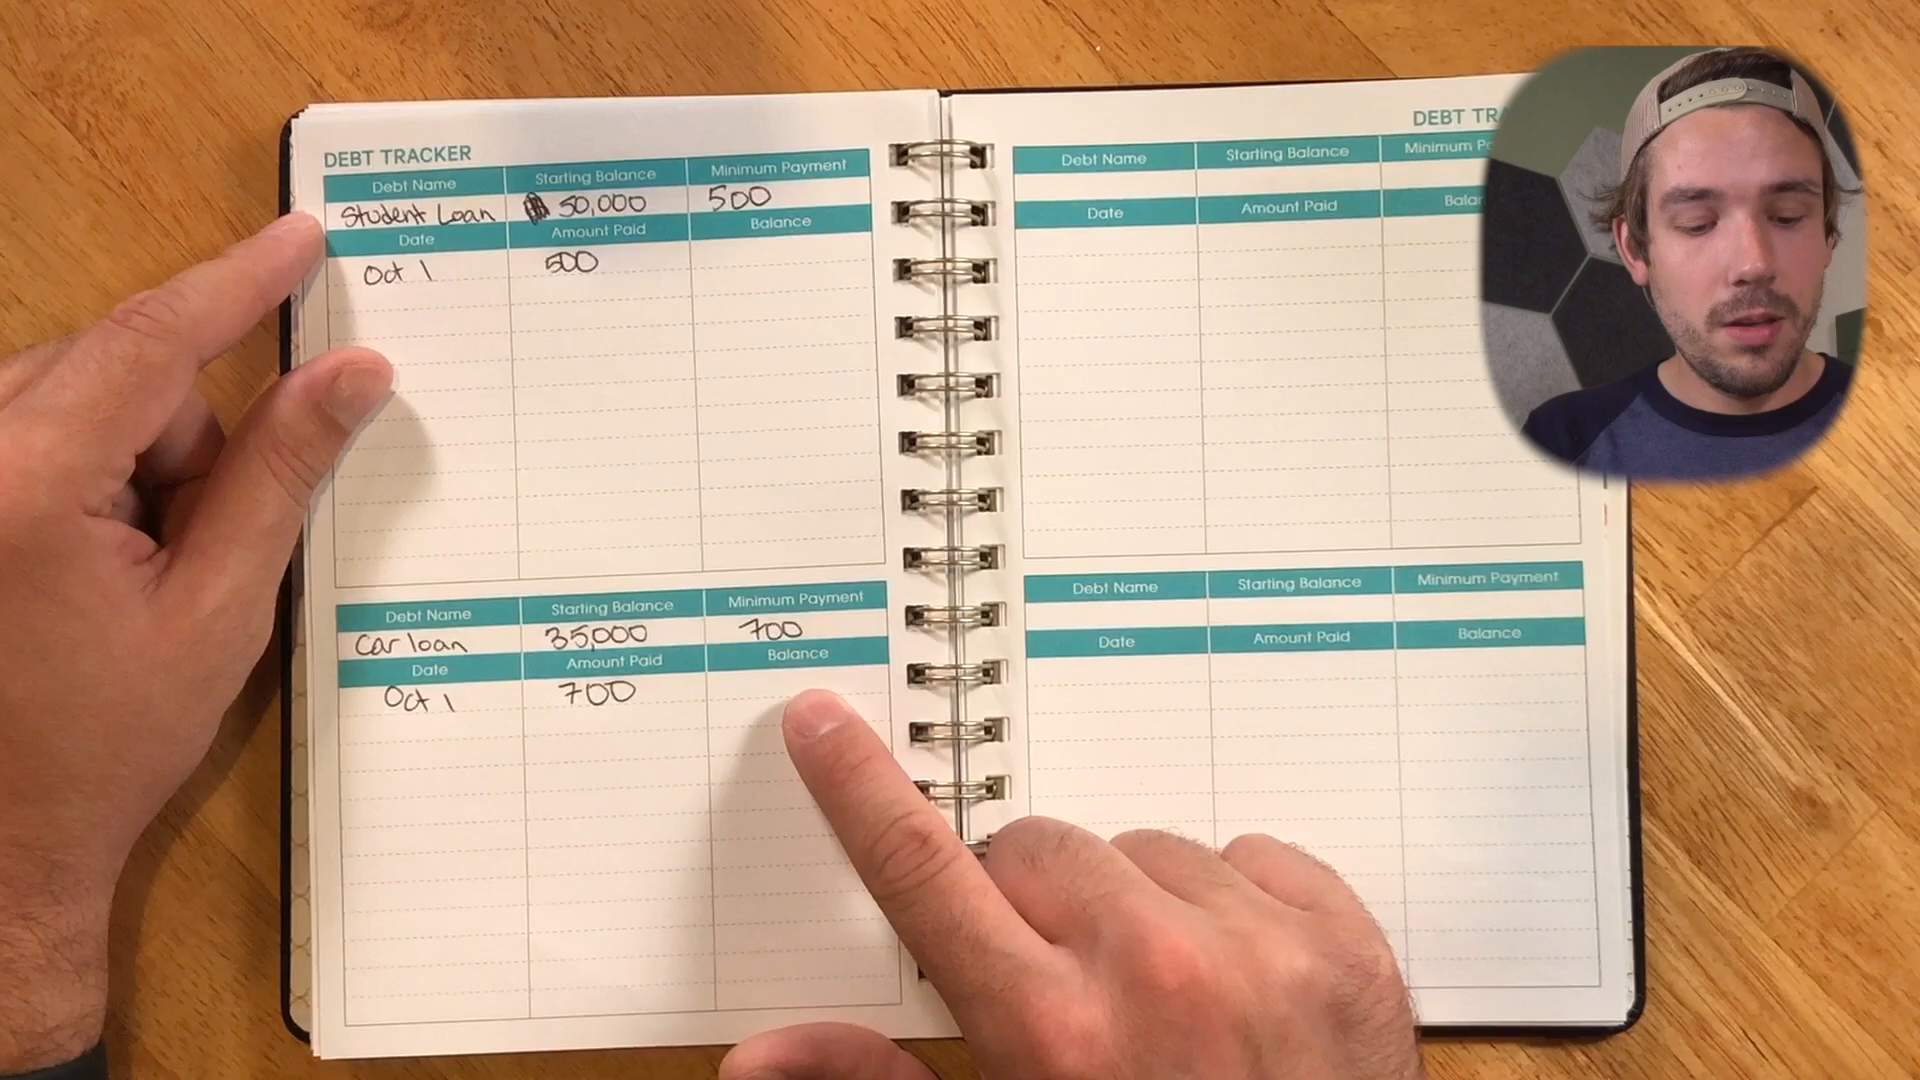 DEBT TRACKER
Debt Name Starting Balance Minimum Payment
Student Loan 50,000 500
Date Amount Paid Balance
Oct 1 500
Debt Name Starting Balance Minimum Payment
Car loan 35,000 700
Date Amount Paid Balance
Oct 1 700
DEBT
Debt Name Starting Balance Minimum
Date Amount Paid
Debt Name Starting Balance Minimum Payment
Date Amount Paid Balance